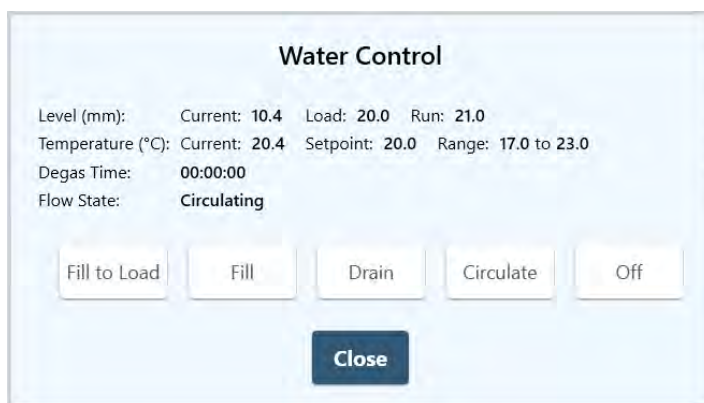 Water Control
Level (mm): Current: 10.4 Load: 20.0 Run: 21.0
Temperature (°C): Current: 20.4 Setpoint: 20.0 Range: 17.0 to 23.0
Degas Time: 00:00:00
Flow State: Circulating
Fill to Load Fill Drain Circulate Off
Close